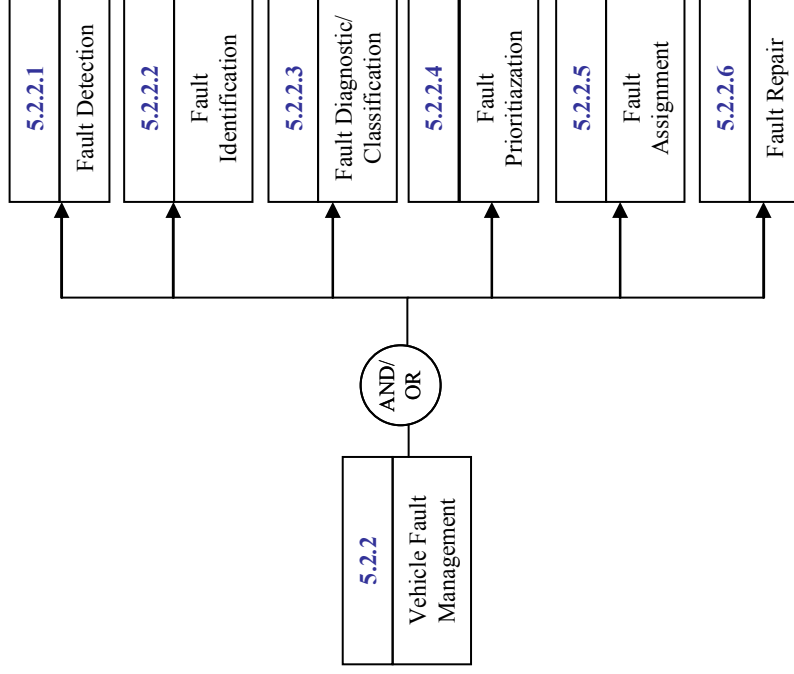 5.2.2
Vehicle Fault
Management
AND/
OR
5.2.2.1
Fault Detection
5.2.2.2
Fault
Identification
5.2.2.3
Fault Diagnostic/
Classification
5.2.2.4
Fault
Prioritiazation
5.2.2.5
Fault
Assignment
5.2.2.6
Fault Repair